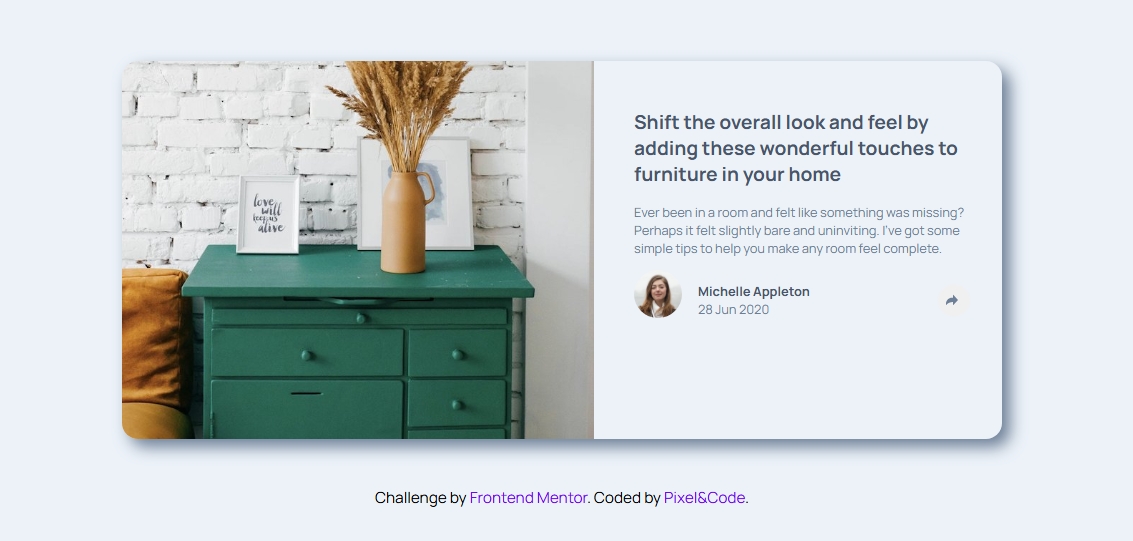 love
will
keep us
alive
Shift the overall look and feel by
adding these wonderful touches to
furniture in your home
Ever been in a room and felt like something was missing?
Perhaps it felt slightly bare and uninviting. I've got some
simple tips to help you make any room feel complete.
Michelle Appleton
28 Jun 2020
Challenge by Frontend Mentor. Coded by Pixel&Code.